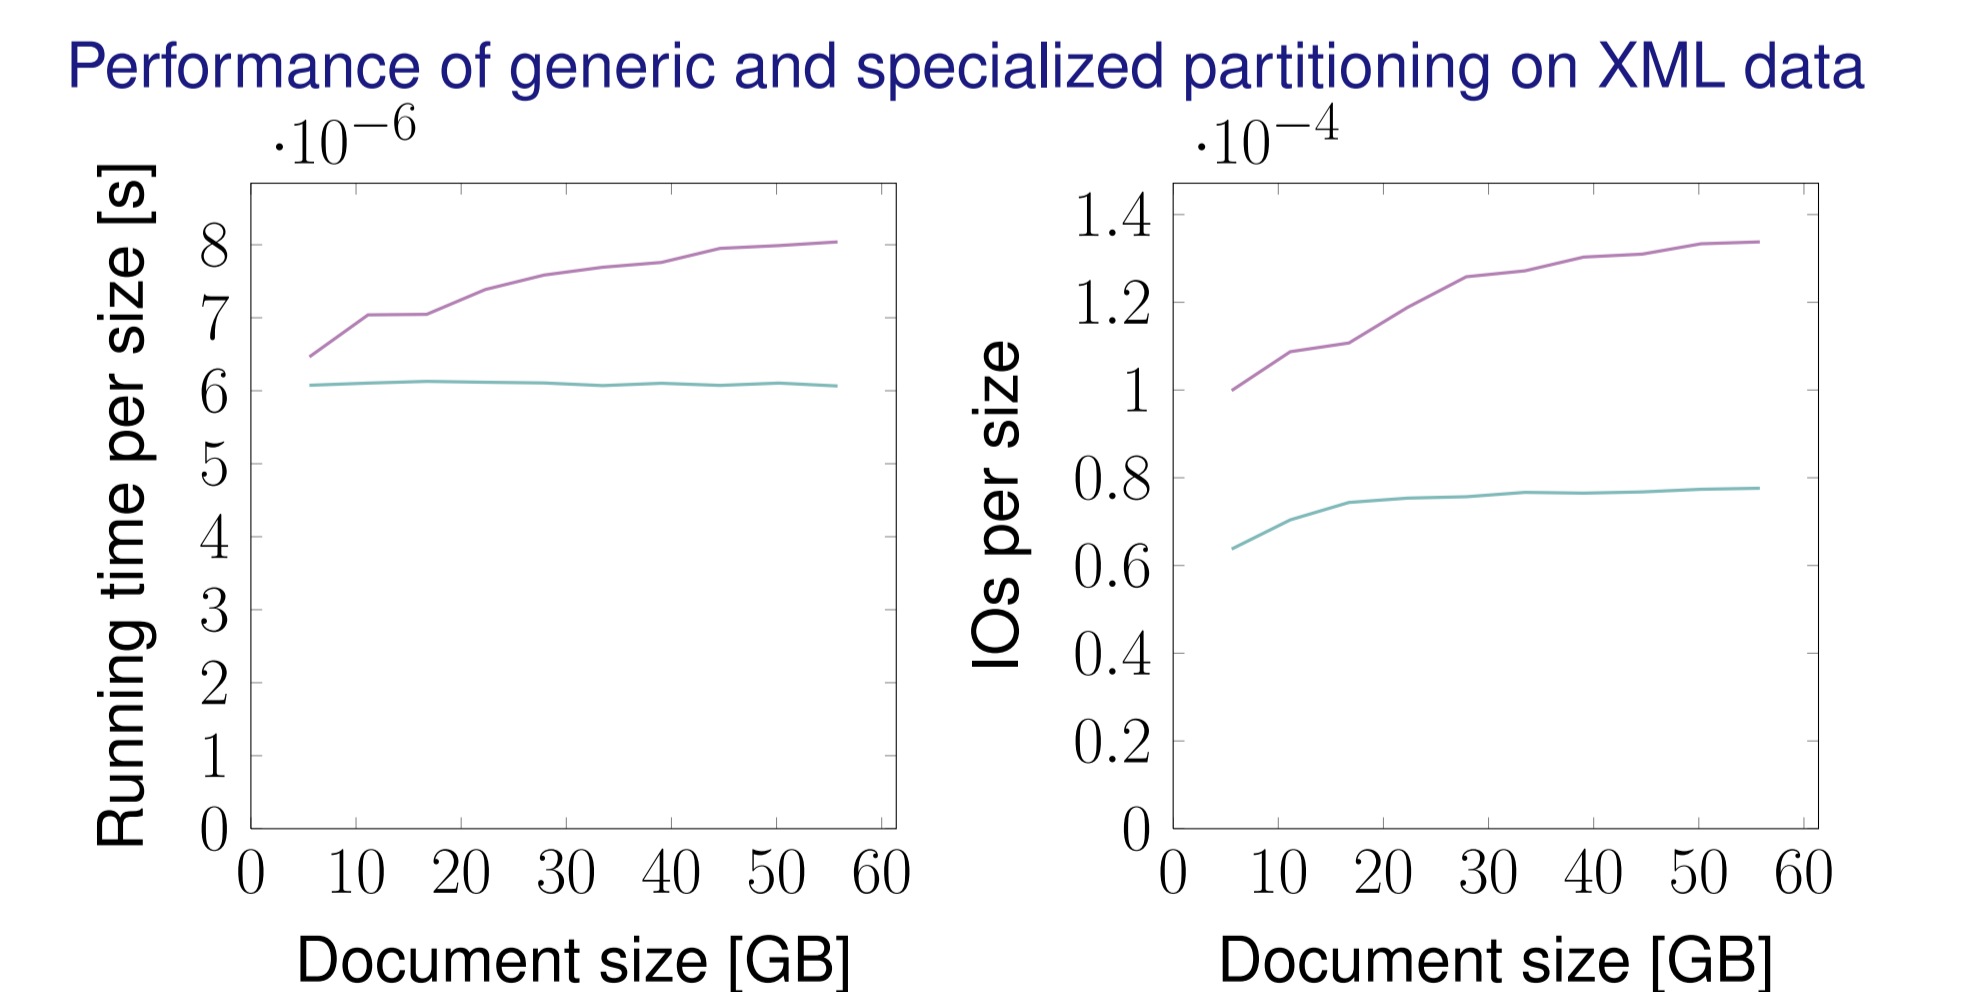 Performance of generic and specialized partitioning on XML data
·10−6
Running time per size [s]
8
7
6
5
4
3
2
1
0
0 10 20 30 40 50 60
Document size [GB]
·10−4
IOs per size
1.4
1.2
1
0.8
0.6
0.4
0.2
0
0 10 20 30 40 50 60
Document size [GB]